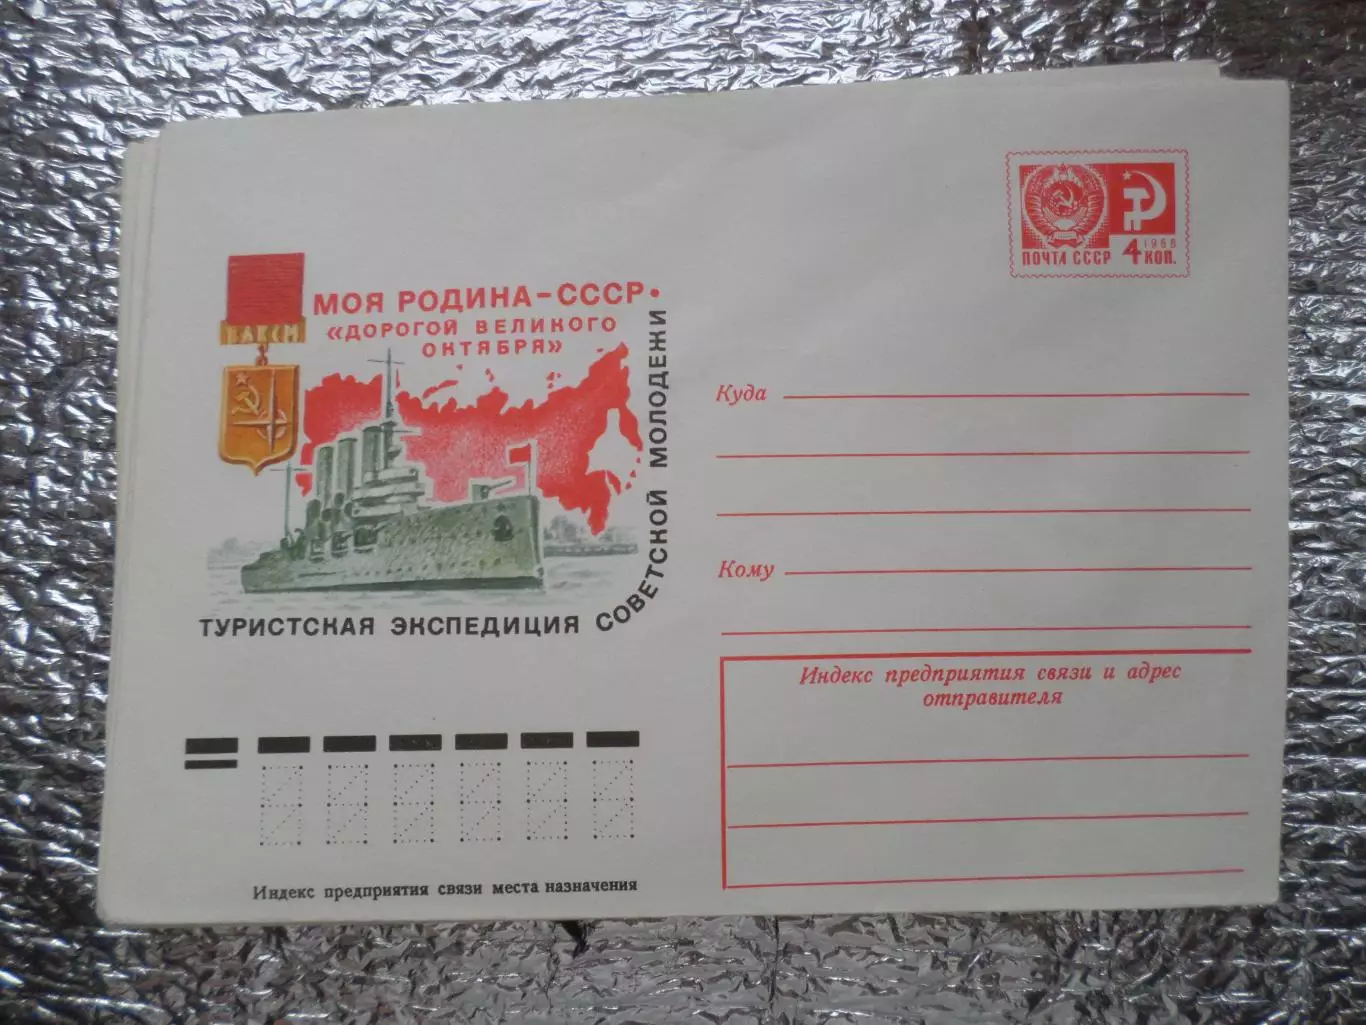 1966
ПОЧТА СССР 4 КОП.
ВЛКСМ
МОЯ РОДИНА - СССР •
«ДОРОГОЙ ВЕЛИКОГО
ОКТЯБРЯ»
ТУРИСТСКАЯ ЭКСПЕДИЦИЯ СОВЕТСКОЙ МОЛОДЕЖИ
Куда
Кому
Индекс предприятия связи и адрес
отправителя
Индекс предприятия связи места назначения